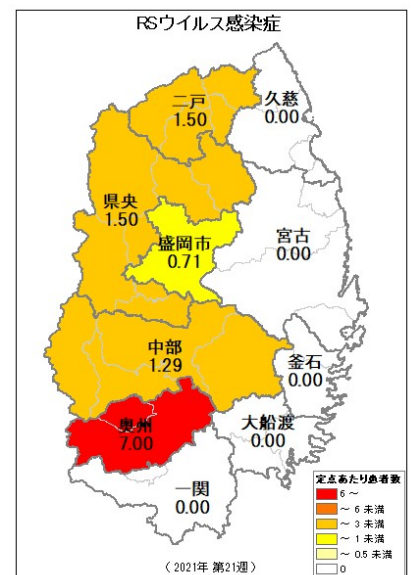 RSウイルス感染症
二戸
1.50
久慈
0.00
県央
1.50
盛岡市
0.71
宮古
0.00
中部
1.29
釜石
0.00
奥州
7.00
大船渡
0.00
一関
0.00
定点あたり患者数
6 ~
~ 6 未満
~ 3 未満
~ 1 未満
~ 0.5 未満
0
(2021年 第21週)